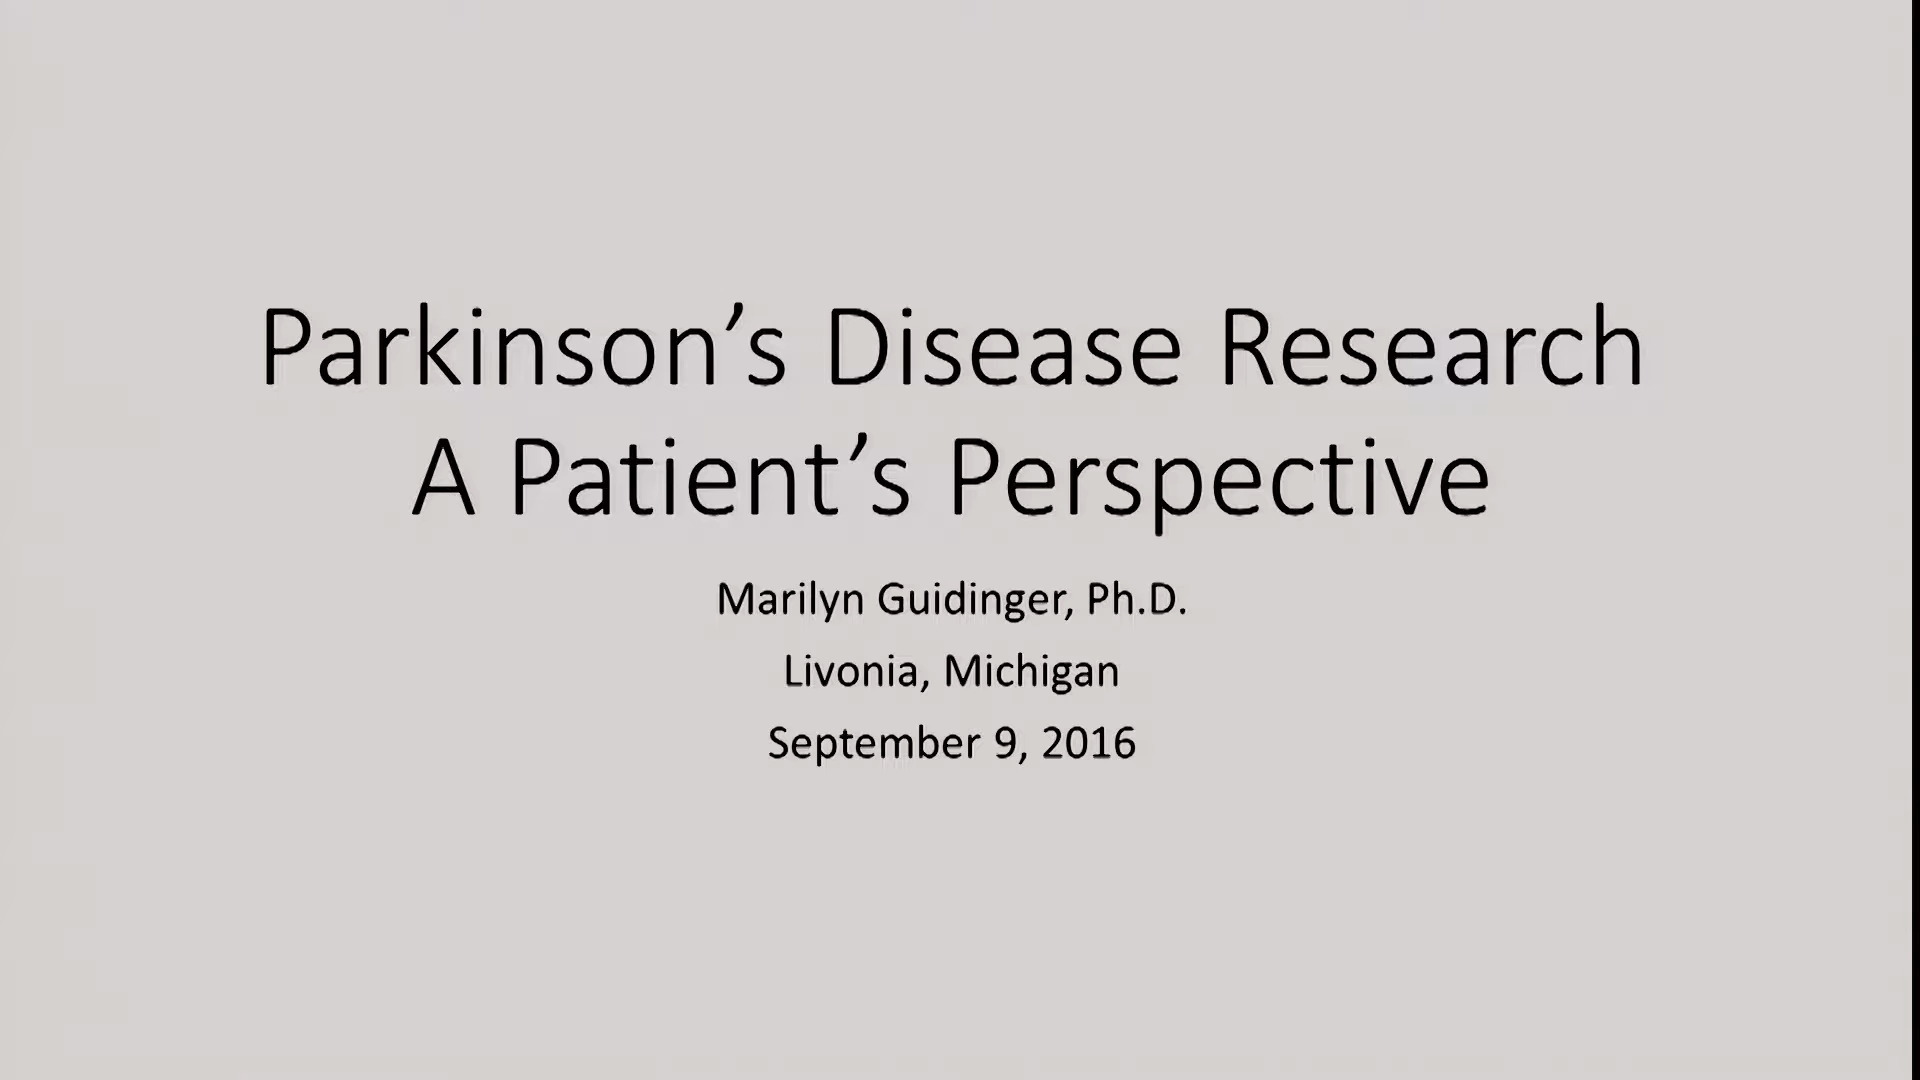 Parkinson’s Disease Research
A Patient’s Perspective
Marilyn Guidinger, Ph.D.
Livonia, Michigan
September 9, 2016